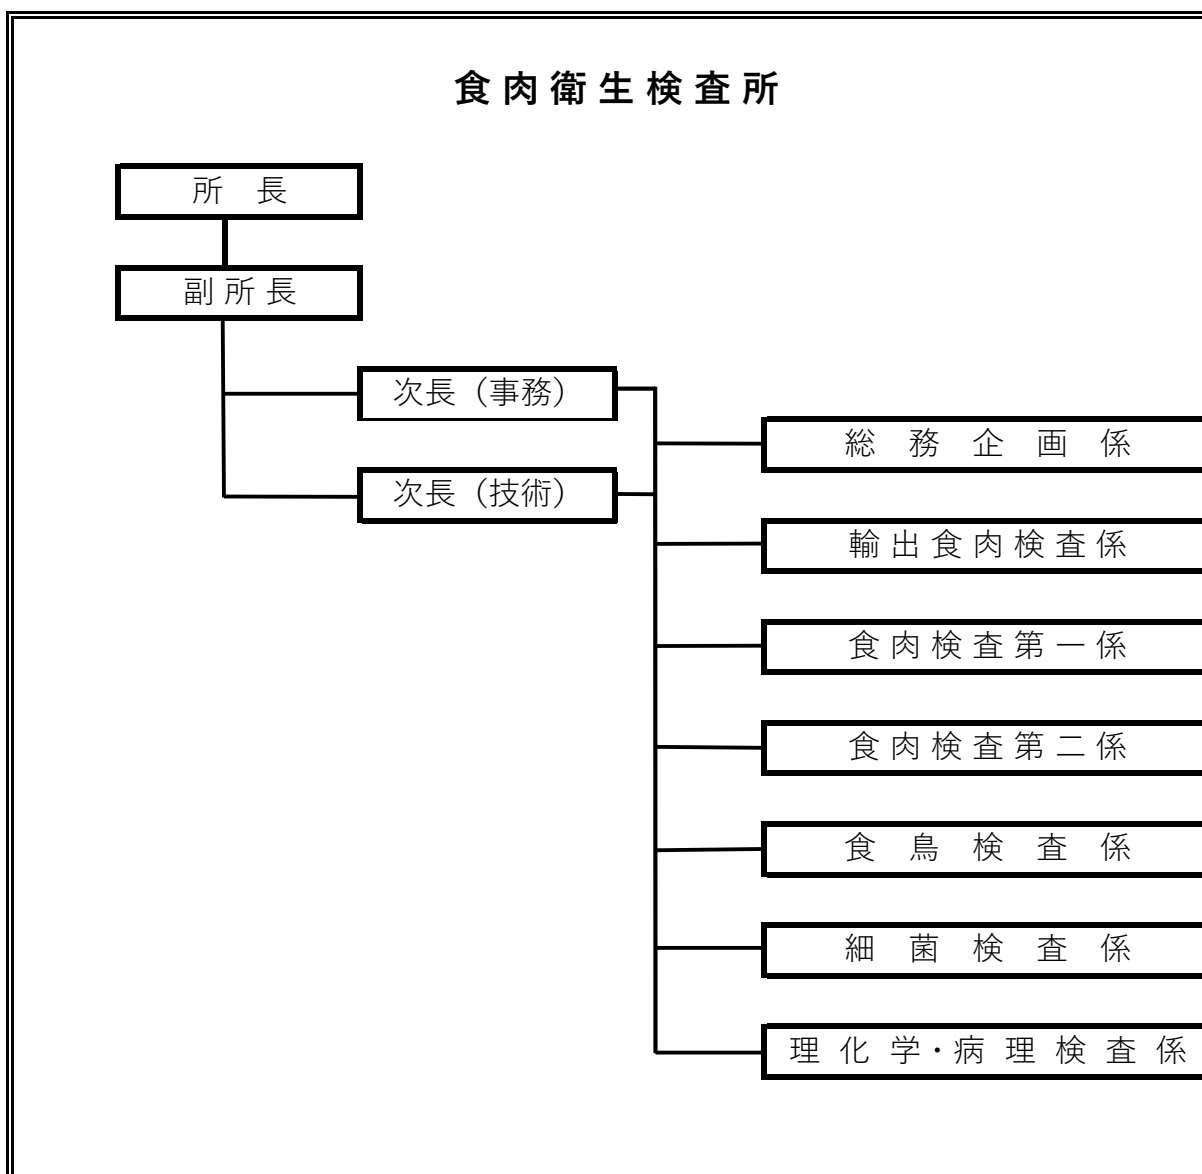 食肉衛生検査所
所　長
副所長
次長（事務）
総務企画係
次長（技術）
輸出食肉検査係
食肉検査第一係
食肉検査第二係
食鳥検査係
細菌検査係
理化学・病理検査係